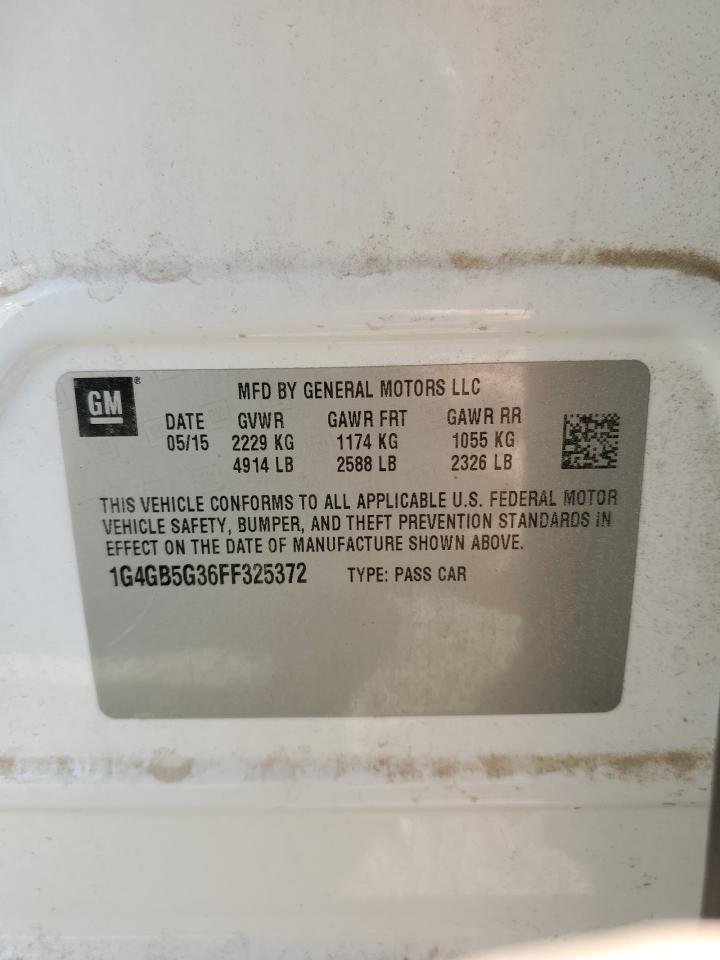 GM®
MFD BY GENERAL MOTORS LLC
DATE GVWR GAWR FRT GAWR RR
05/15 2229 KG 1174 KG 1055 KG
4914 LB 2588 LB 2326 LB
THIS VEHICLE CONFORMS TO ALL APPLICABLE U.S. FEDERAL MOTOR
VEHICLE SAFETY, BUMPER, AND THEFT PREVENTION STANDARDS IN
EFFECT ON THE DATE OF MANUFACTURE SHOWN ABOVE.
1G4GB5G36FF325372 TYPE: PASS CAR